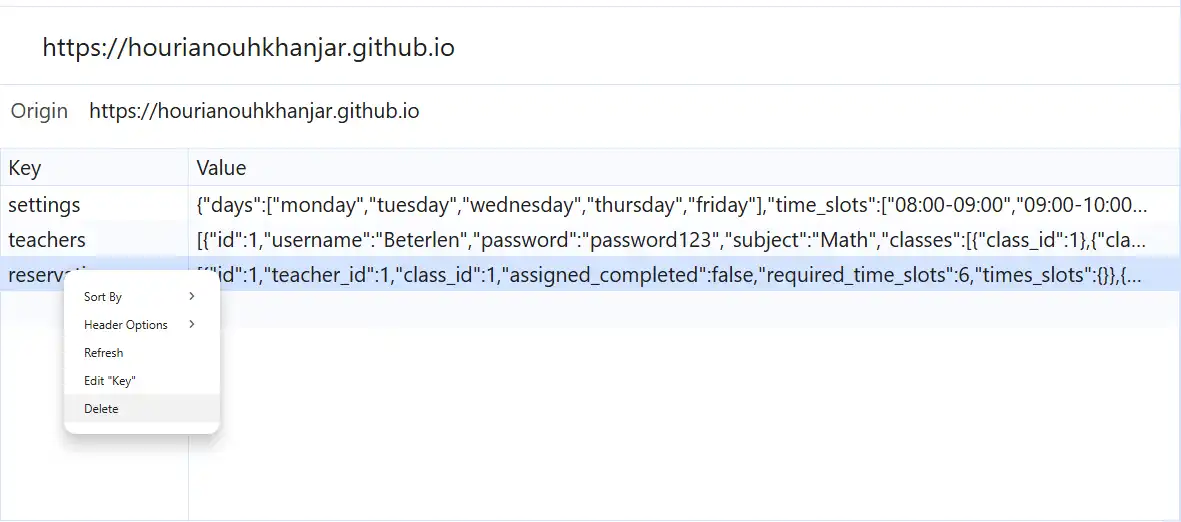 https://hourianouhkhanjar.github.io
Origin https://hourianouhkhanjar.github.io
Key Value
settings {"days":["monday","tuesday","wednesday","thursday","friday"],"time_slots":["08:00-09:00","09:00-10:00...
teachers [{"id":1,"username":"Beterlen","password":"password123","subject":"Math","classes":[{"class_id":1},{"cla...
"id":1,"teacher_id":1,"class_id":1,"assigned_completed":false,"required_time_slots":6,"times_slots":{}},{...
Sort By
Header Options
Refresh
Edit "Key"
Delete